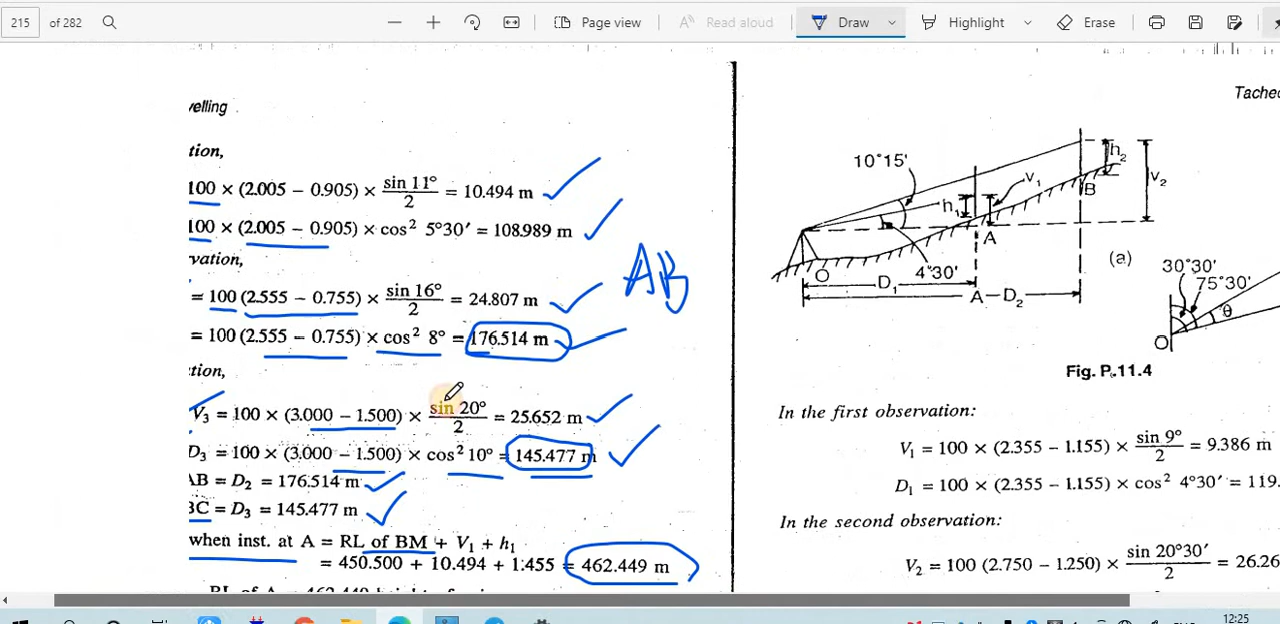 215 of 282
Page view
Read aloud
Draw
Highlight
Erase
velling
tion,
100 × (2.005 − 0.905) × sin 11° / 2 = 10.494 m
100 × (2.005 − 0.905) × cos² 5°30′ = 108.989 m
vation,
= 100 (2.555 − 0.755) × sin 16° / 2 = 24.807 m
= 100 (2.555 − 0.755) × cos² 8° = 176.514 m
AB
tion,
V₃ = 100 × (3.000 − 1.500) × sin 20° / 2 = 25.652 m
D₃ = 100 × (3.000 − 1.500) × cos² 10° = 145.477 m
AB = D₂ = 176.514 m
BC = D₃ = 145.477 m
when inst. at A = RL of BM + V₁ + h₁
= 450.500 + 10.494 + 1.455 = 462.449 m
Tached
10°15′
h₂
V₂
V₁
h₁
B
A
O
4°30′
(a)
D₁
A−D₂
30°30′
75°30′
θ
O
Fig. P.11.4
In the first observation:
V₁ = 100 × (2.355 − 1.155) × sin 9° / 2 = 9.386 m
D₁ = 100 × (2.355 − 1.155) × cos² 4°30′ = 119.
In the second observation:
V₂ = 100 (2.750 − 1.250) × sin 20°30′ / 2 = 26.26
12:25